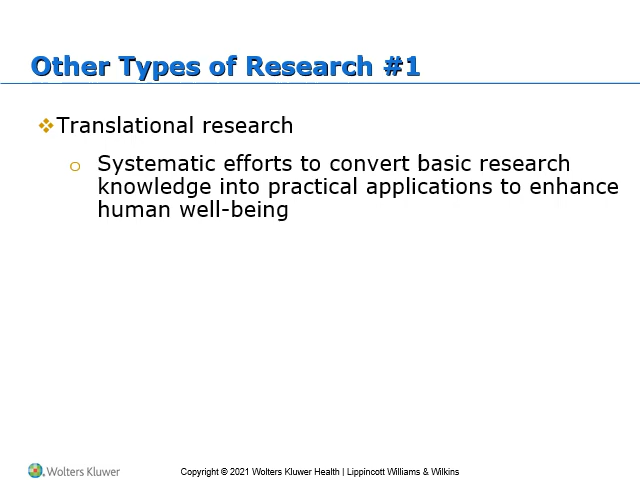 Other Types of Research #1
❖Translational research
o Systematic efforts to convert basic research
knowledge into practical applications to enhance
human well-being
Wolters Kluwer
Copyright © 2021 Wolters Kluwer Health | Lippincott Williams & Wilkins